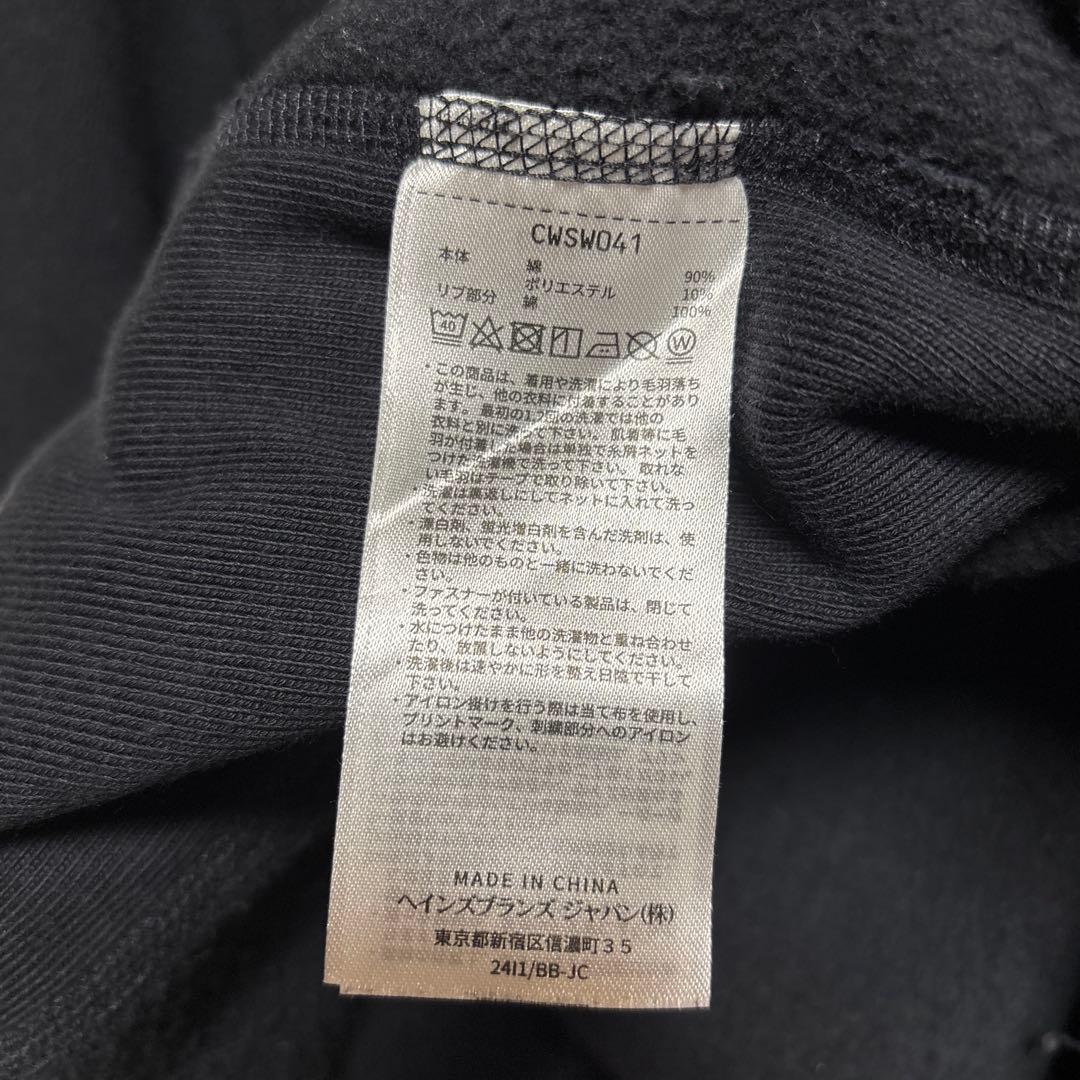 CWSW041
本体 綿 90%
ポリエステル 10%
リブ部分 綿 100%
40 W
・この商品は、着用や洗濯により毛羽落ち
が生じ、他の衣料に付着することがあり
ます。最初の1,2回の洗濯では他の
衣料と別に洗って下さい。肌着等に毛
羽が付着した場合は単独で糸屑ネットを
つけた洗濯機で洗って下さい。取れな
い毛羽はテープで取り除いて下さい。
洗濯は裏返しにしてネットに入れて洗っ
・漂白剤、蛍光増白剤を含んだ洗剤は、使
用しないでください。
・色物は他のものと一緒に洗わないでくだ
さい。
・ファスナーが付いている製品は、閉じて
洗ってください。
・水につけたまま他の洗濯物と重ね合わせ
たり、放置しないようにしてください。
・洗濯後は速やかに形を整え日陰で干して
下さい。
・アイロン掛けを行う際は当て布を使用し、
プリントマーク、刺繍部分へのアイロン
はお避けください。
MADE IN CHINA
ヘインズブランズ ジャパン(株)
東京都新宿区信濃町35
24I1/BB-JC